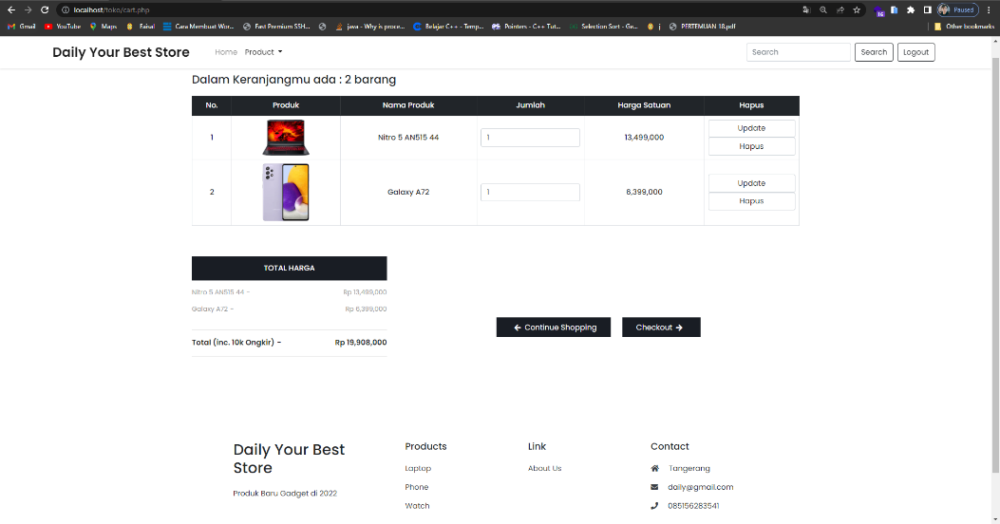 localhost/toko/cart.php
Paused
Gmail YouTube Maps Faisal Cara Membuat Wor... Fast Premium SSH... java - Why is proce... Belajar C++ - Temp... Pointers - C++ Tut... Selection Sort - Ge... j PERTEMUAN 18.pdf Other bookmarks
16
Daily Your Best Store Home Product Search Search Logout
Dalam Keranjangmu ada : 2 barang
No. Produk Nama Produk Jumlah Harga Satuan Hapus
1 Nitro 5 AN515 44 1 13,499,000 Update
Hapus
2 Galaxy A72 1 6,399,000 Update
Hapus
TOTAL HARGA
Nitro 5 AN515 44 - Rp 13,499,000
Galaxy A72 - Rp 6,399,000
Continue Shopping Checkout
Total (inc. 10k Ongkir) - Rp 19,908,000
Daily Your Best
Store
Produk Baru Gadget di 2022
Products
Laptop
Phone
Watch
Link
About Us
Contact
Tangerang
daily@gmail.com
085156283541